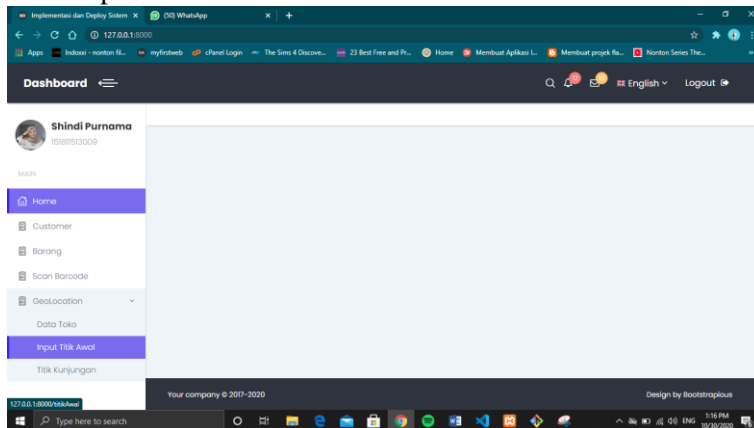 Implementasi dan Deploy Sistem
(50) WhatsApp
127.0.0.1:8000
Apps
Indoxxi - nonton fil...
myfirstweb
cPanel Login
The Sims 4 Discove...
23 Best Free and Pr...
Home
Membuat Aplikasi L...
Membuat projek fla...
Nonton Series The...
Dashboard
English
Logout
Shindi Purnama
151811513009
MAIN
Home
Customer
Barang
Scan Barcode
GeoLocation
Data Toko
Input Titik Awal
Titik Kunjungan
127.0.0.1:8000/titikAwal
Your company © 2017-2020
Design by Bootstrapious
Type here to search
ENG
1:16 PM
10/30/2020